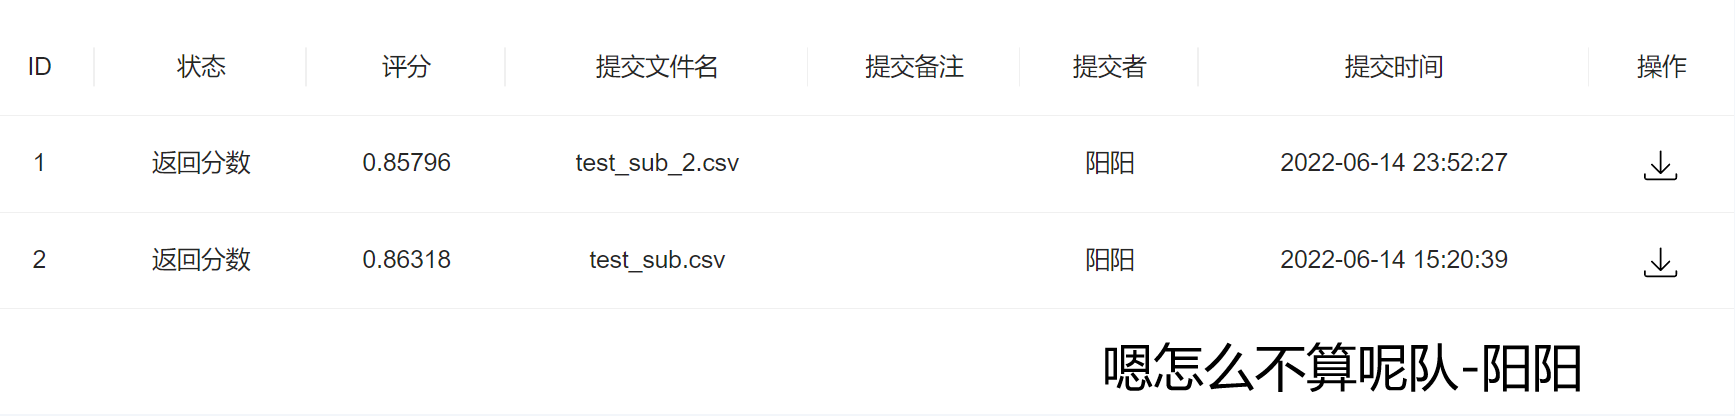 ID 状态 评分 提交文件名 提交备注 提交者 提交时间 操作
1 返回分数 0.85796 test_sub_2.csv 阳阳 2022-06-14 23:52:27
2 返回分数 0.86318 test_sub.csv 阳阳 2022-06-14 15:20:39
嗯怎么不算呢队-阳阳